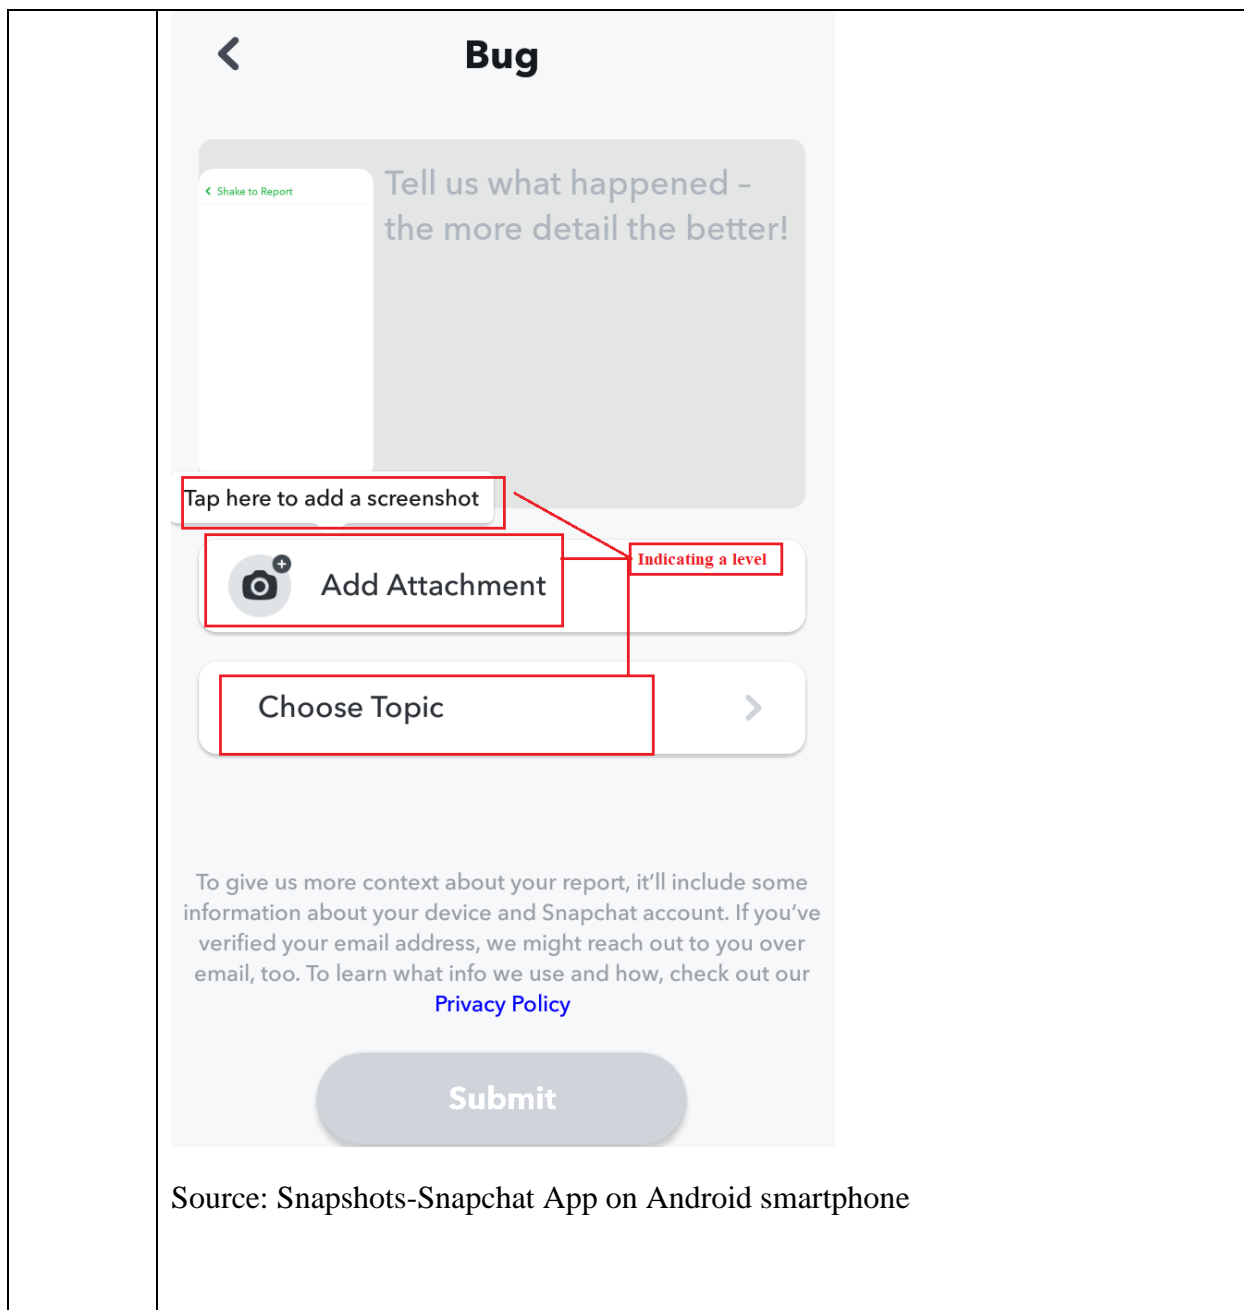 Bug
Shake to Report
Tell us what happened –
the more detail the better!
Tap here to add a screenshot
Indicating a level
Add Attachment
Choose Topic
To give us more context about your report, it'll include some
information about your device and Snapchat account. If you've
verified your email address, we might reach out to you over
email, too. To learn what info we use and how, check out our
Privacy Policy
Submit
Source: Snapshots-Snapchat App on Android smartphone